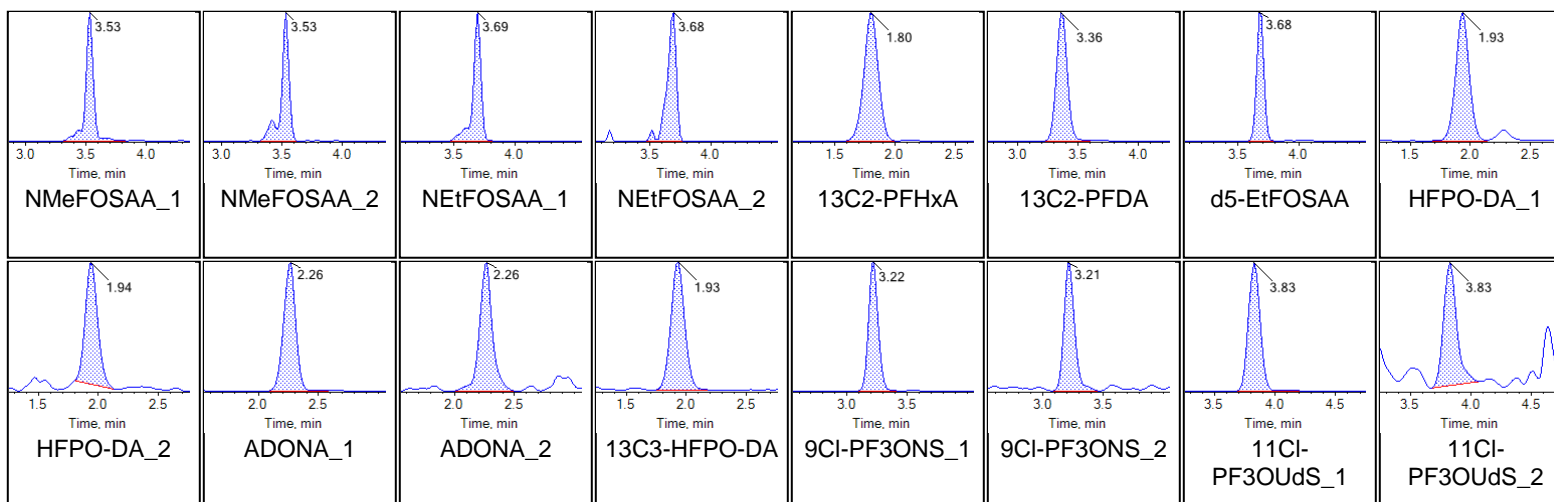 3.53 3.53 3.69 3.68 1.80 3.36 3.68 1.93
3.0 3.5 4.0 3.0 3.5 4.0 3.5 4.0 3.5 4.0 1.5 2.0 2.5 3.0 3.5 4.0 3.5 4.0 1.5 2.0 2.5
Time, min Time, min Time, min Time, min Time, min Time, min Time, min Time, min
NMeFOSAA_1 NMeFOSAA_2 NEtFOSAA_1 NEtFOSAA_2 13C2-PFHxA 13C2-PFDA d5-EtFOSAA HFPO-DA_1
1.94 2.26 2.26 1.93 3.22 3.21 3.83 3.83
1.5 2.0 2.5 2.0 2.5 2.0 2.5 1.5 2.0 2.5 3.0 3.5 3.0 3.5 3.5 4.0 4.5 3.5 4.0 4.5
Time, min Time, min Time, min Time, min Time, min Time, min Time, min Time, min
HFPO-DA_2 ADONA_1 ADONA_2 13C3-HFPO-DA 9Cl-PF3ONS_1 9Cl-PF3ONS_2 11Cl- 11Cl-
PF3OUdS_1 PF3OUdS_2